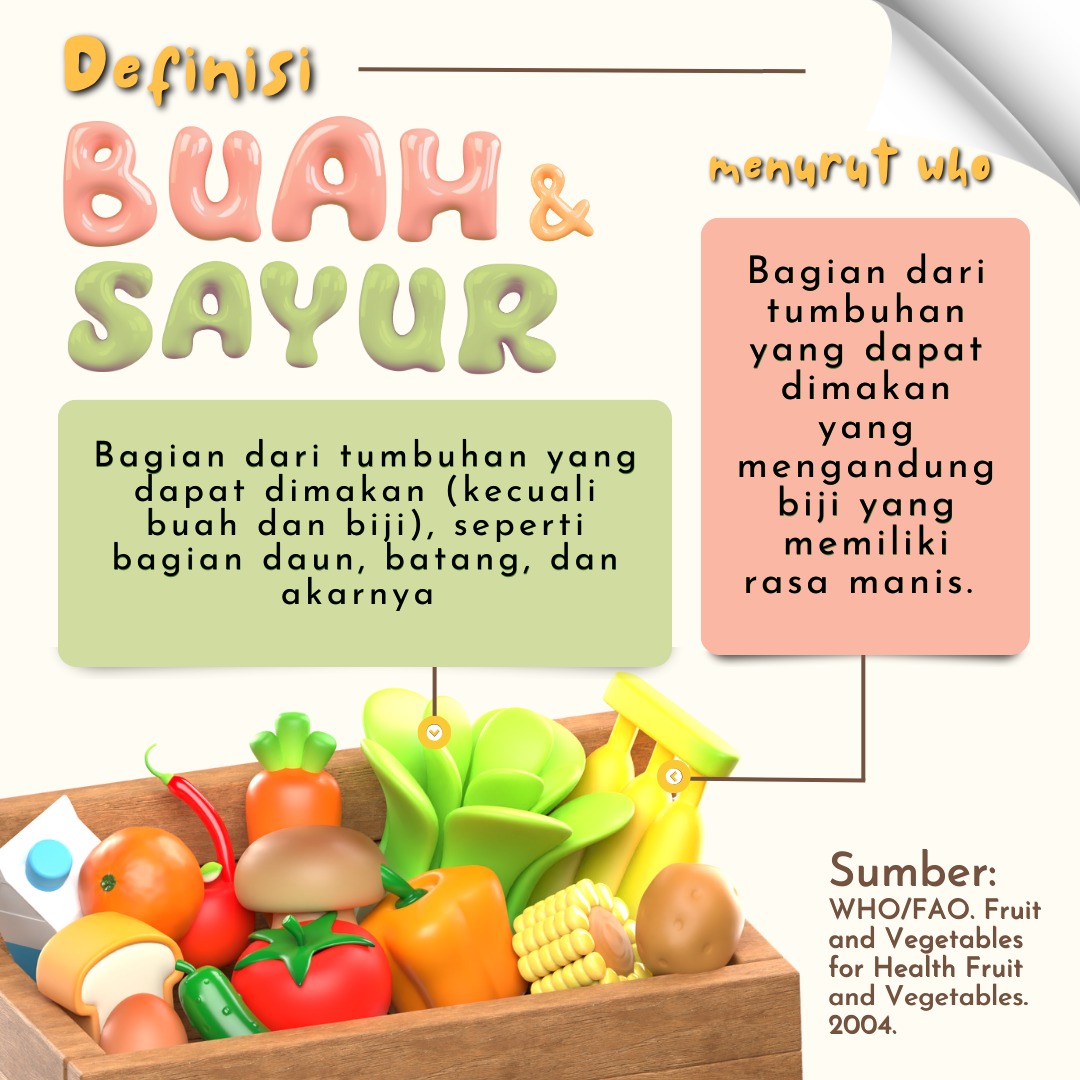 Definisi
BUAH &
SAYUR
menurut who
Bagian dari tumbuhan yang
dapat dimakan (kecuali
buah dan biji), seperti
bagian daun, batang, dan
akarnya
Bagian dari
tumbuhan
yang dapat
dimakan
yang
mengandung
biji yang
memiliki
rasa manis.
Sumber:
WHO/FAO. Fruit
and Vegetables
for Health Fruit
and Vegetables.
2004.